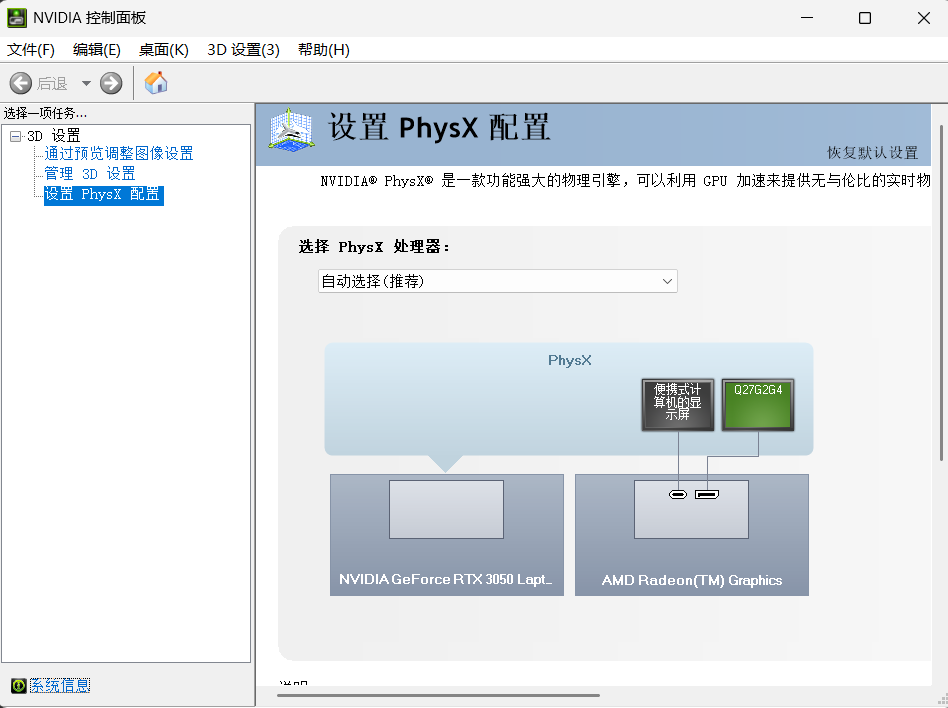 NVIDIA 控制面板
文件(F) 编辑(E) 桌面(K) 3D 设置(3) 帮助(H)
后退
选择一项任务...
3D 设置
通过预览调整图像设置
管理 3D 设置
设置 PhysX 配置
系统信息
设置 PhysX 配置
恢复默认设置
NVIDIA® PhysX® 是一款功能强大的物理引擎，可以利用 GPU 加速来提供无与伦比的实时物
选择 PhysX 处理器:
自动选择(推荐)
PhysX
便携式计
算机的显
示屏
Q27G2G4
NVIDIA GeForce RTX 3050 Lapt...
AMD Radeon(TM) Graphics